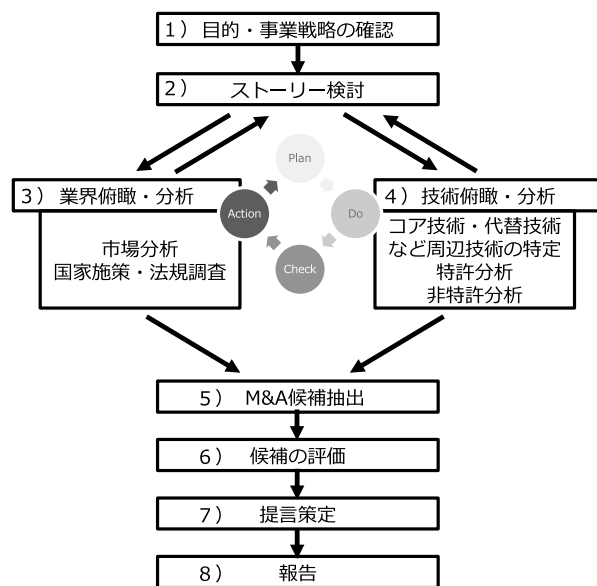 1）目的・事業戦略の確認
2）ストーリー検討
Plan
3）業界俯瞰・分析
Action
Do
4）技術俯瞰・分析
市場分析
国家施策・法規調査
コア技術・代替技術
など周辺技術の特定
特許分析
非特許分析
Check
5）M&A候補抽出
6）候補の評価
7）提言策定
8）報告